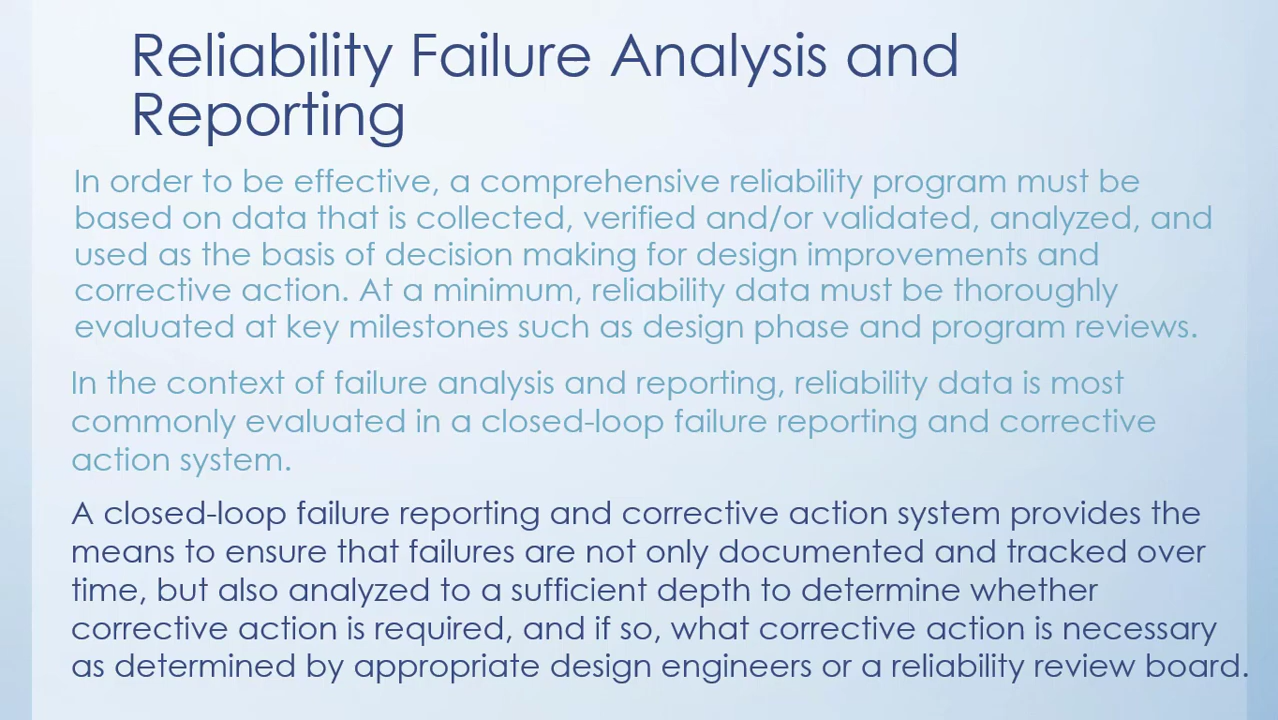 Reliability Failure Analysis and
Reporting
In order to be effective, a comprehensive reliability program must be
based on data that is collected, verified and/or validated, analyzed, and
used as the basis of decision making for design improvements and
corrective action. At a minimum, reliability data must be thoroughly
evaluated at key milestones such as design phase and program reviews.
In the context of failure analysis and reporting, reliability data is most
commonly evaluated in a closed-loop failure reporting and corrective
action system.
A closed-loop failure reporting and corrective action system provides the
means to ensure that failures are not only documented and tracked over
time, but also analyzed to a sufficient depth to determine whether
corrective action is required, and if so, what corrective action is necessary
as determined by appropriate design engineers or a reliability review board.